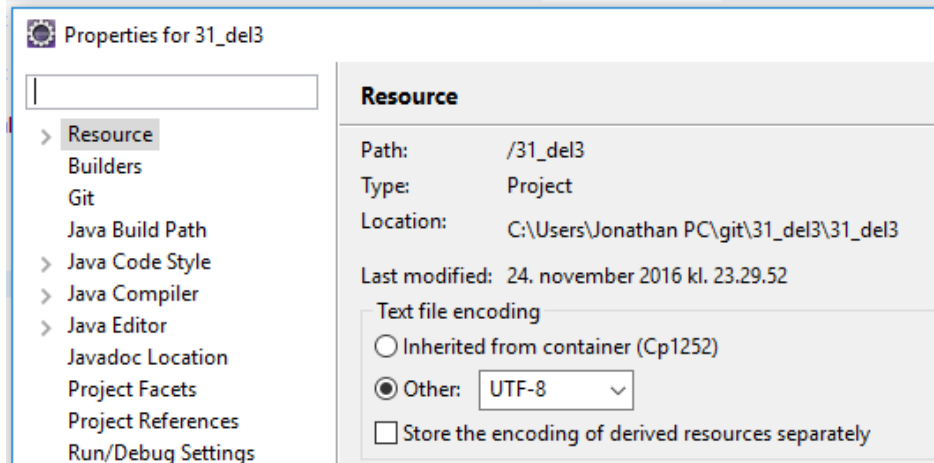 Properties for 31_del3
Resource
Builders
Git
Java Build Path
Java Code Style
Java Compiler
Java Editor
Javadoc Location
Project Facets
Project References
Run/Debug Settings
Resource
Path: /31_del3
Type: Project
Location: C:\Users\Jonathan PC\git\31_del3\31_del3
Last modified: 24. november 2016 kl. 23.29.52
Text file encoding
Inherited from container (Cp1252)
Other: UTF-8
Store the encoding of derived resources separately